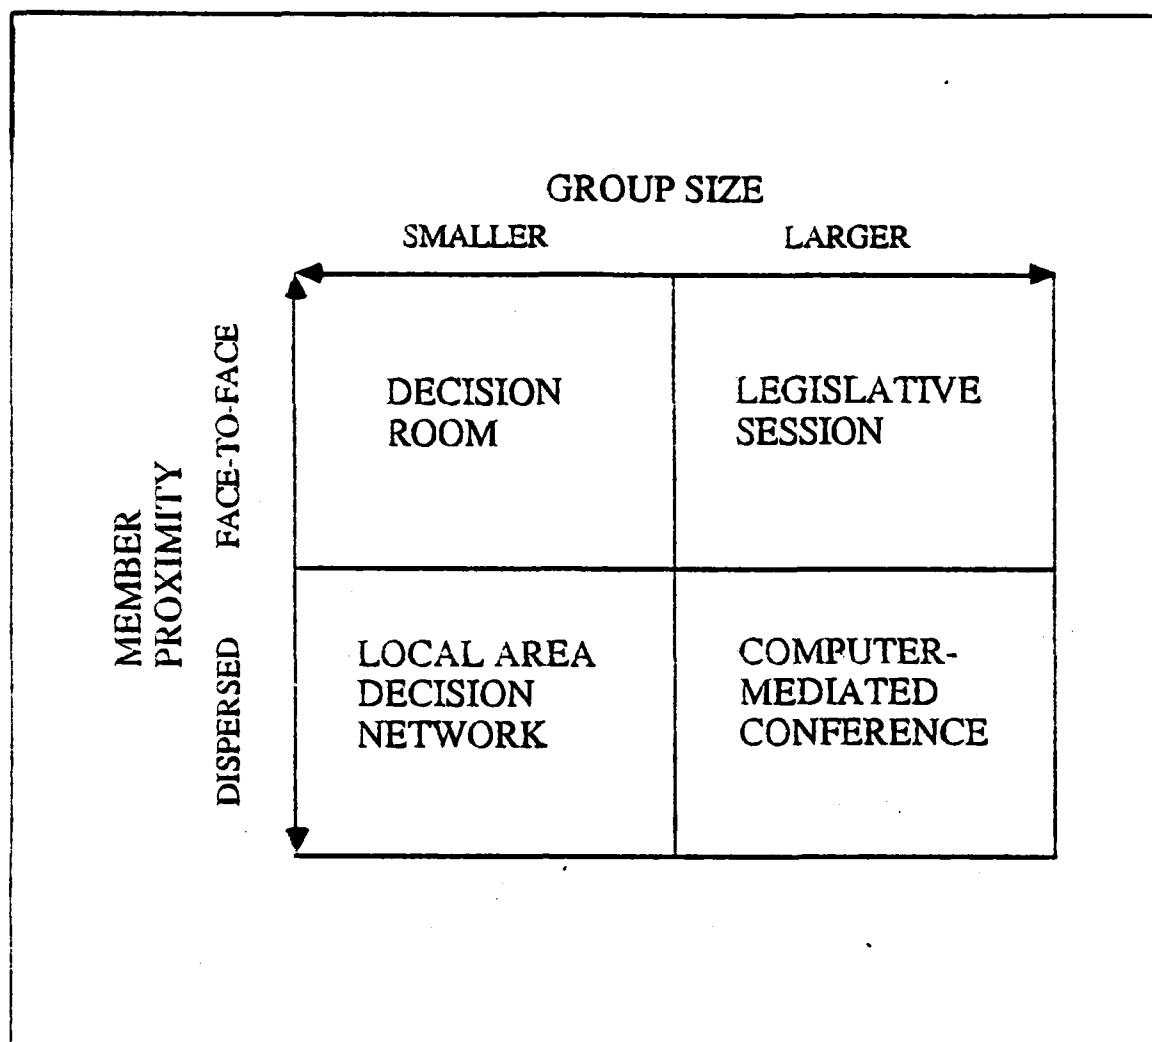 GROUP SIZE
SMALLER LARGER
MEMBER
PROXIMITY
FACE-TO-FACE
DECISION
ROOM
LEGISLATIVE
SESSION
DISPERSED
LOCAL AREA
DECISION
NETWORK
COMPUTER-
MEDIATED
CONFERENCE